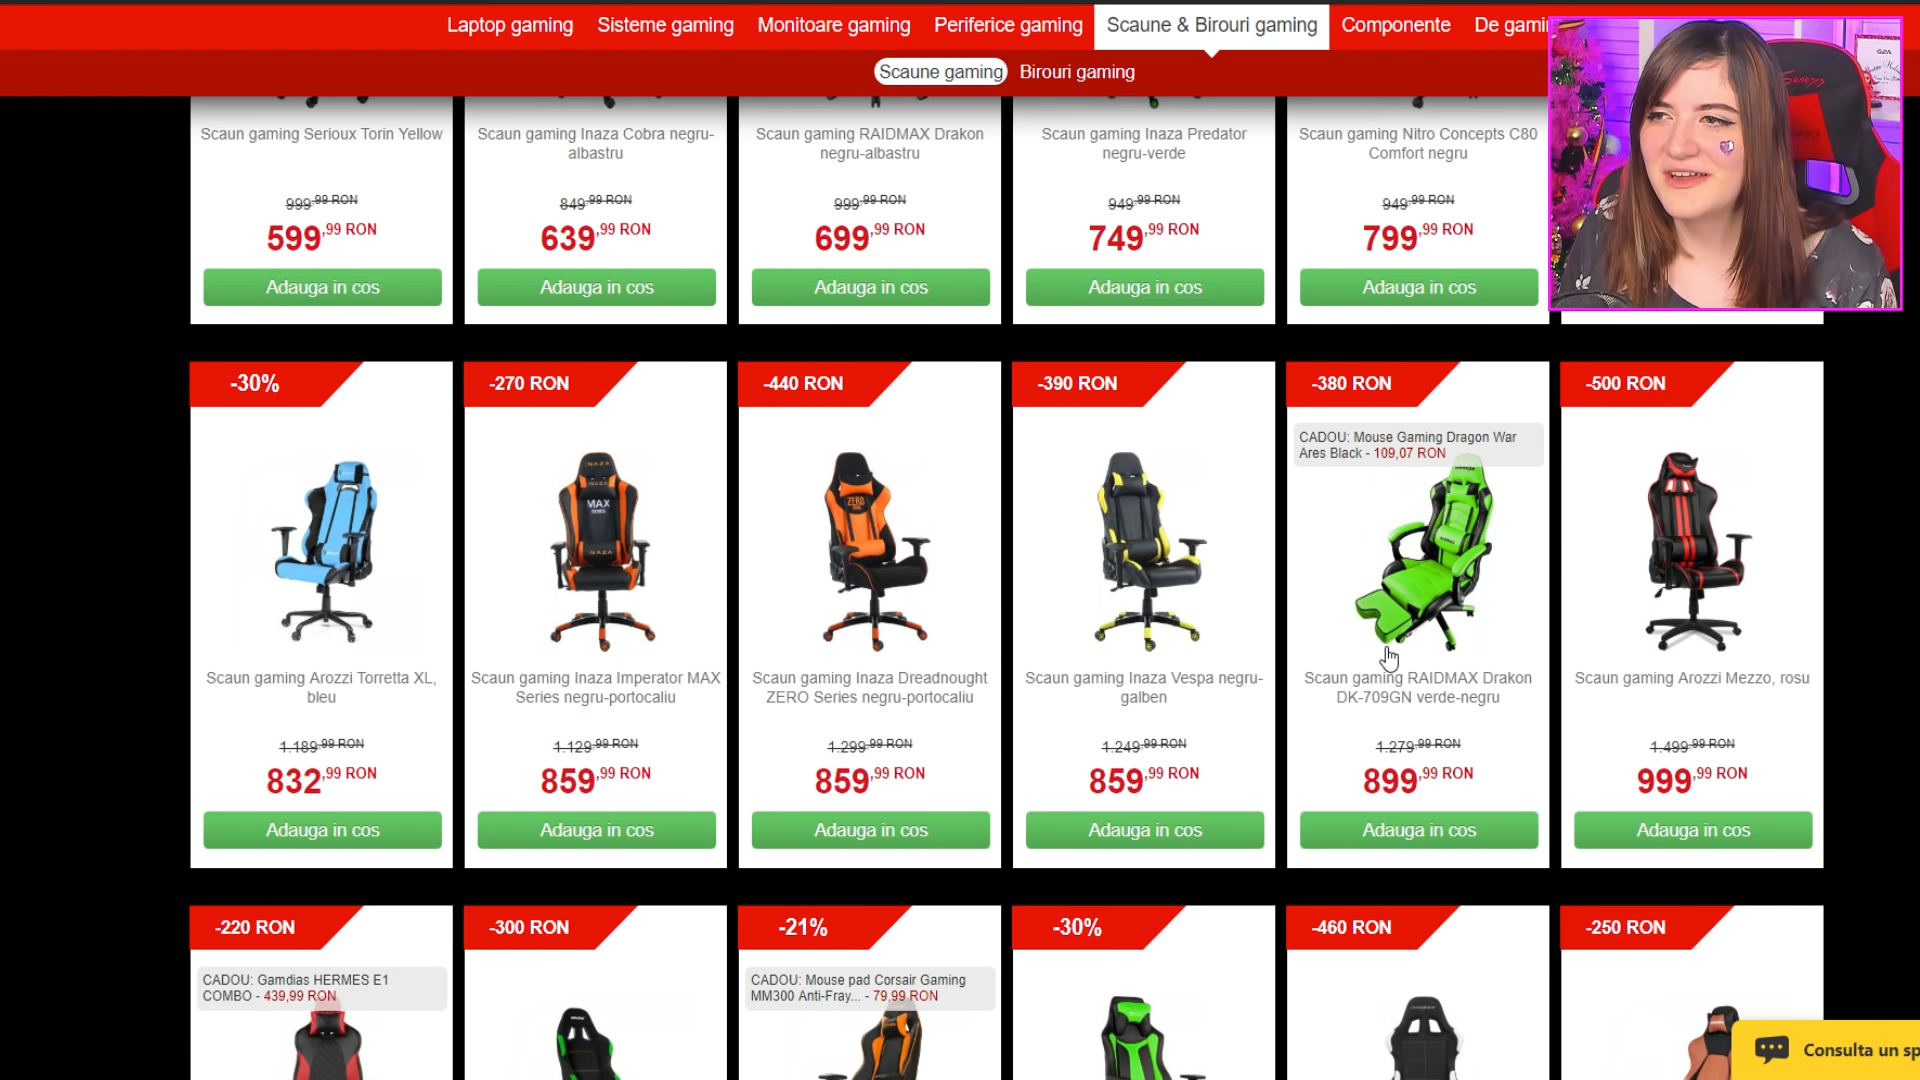 Laptop gaming Sisteme gaming Monitoare gaming Periferice gaming Scaune & Birouri gaming Componente De gami
Scaune gaming Birouri gaming
Scaun gaming Serioux Torin Yellow
999,99 RON
599,99 RON
Adauga in cos
Scaun gaming Inaza Cobra negru-
albastru
849,99 RON
639,99 RON
Adauga in cos
Scaun gaming RAIDMAX Drakon
negru-albastru
999,99 RON
699,99 RON
Adauga in cos
Scaun gaming Inaza Predator
negru-verde
949,99 RON
749,99 RON
Adauga in cos
Scaun gaming Nitro Concepts C80
Comfort negru
949,99 RON
799,99 RON
Adauga in cos
G2A
Genesis
-30%
Scaun gaming Arozzi Torretta XL,
bleu
1.189,99 RON
832,99 RON
Adauga in cos
-270 RON
INAZA
MAX
INAZA
Scaun gaming Inaza Imperator MAX
Series negru-portocaliu
1.129,99 RON
859,99 RON
Adauga in cos
-440 RON
ZERO
Scaun gaming Inaza Dreadnought
ZERO Series negru-portocaliu
1.299,99 RON
859,99 RON
Adauga in cos
-390 RON
Scaun gaming Inaza Vespa negru-
galben
1.249,99 RON
859,99 RON
Adauga in cos
-380 RON
CADOU: Mouse Gaming Dragon War
Ares Black - 109,07 RON
Scaun gaming RAIDMAX Drakon
DK-709GN verde-negru
1.279,99 RON
899,99 RON
Adauga in cos
-500 RON
Scaun gaming Arozzi Mezzo, rosu
1.499,99 RON
999,99 RON
Adauga in cos
-220 RON
CADOU: Gamdias HERMES E1
COMBO - 439,99 RON
-300 RON
-21%
CADOU: Mouse pad Corsair Gaming
MM300 Anti-Fray... - 79,99 RON
-30%
-460 RON
-250 RON
Consulta un sp